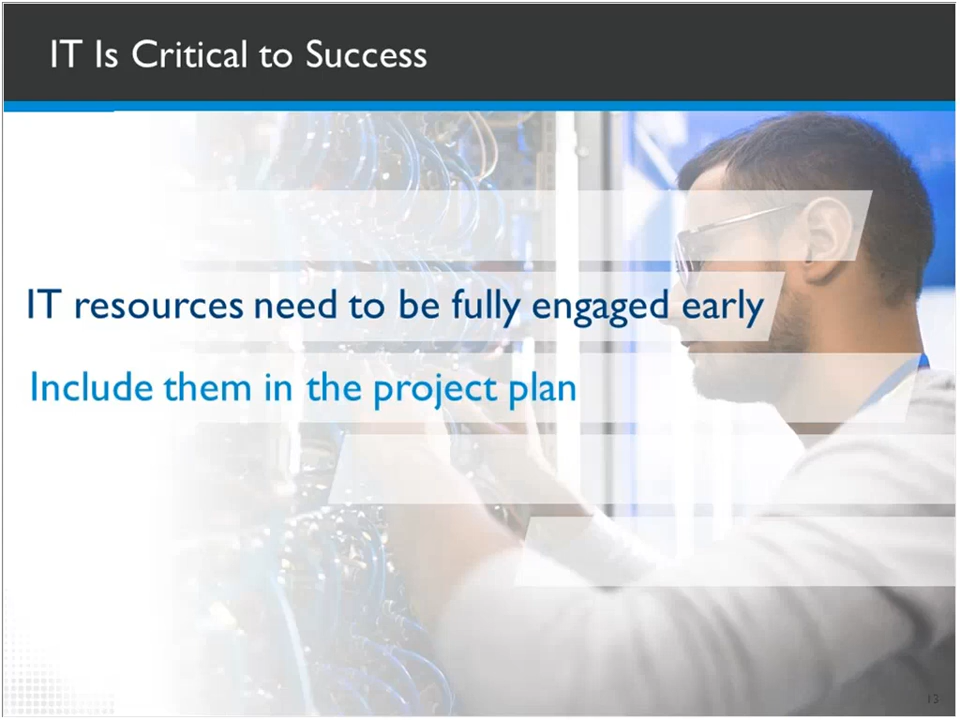 IT Is Critical to Success
IT resources need to be fully engaged early
Include them in the project plan
13